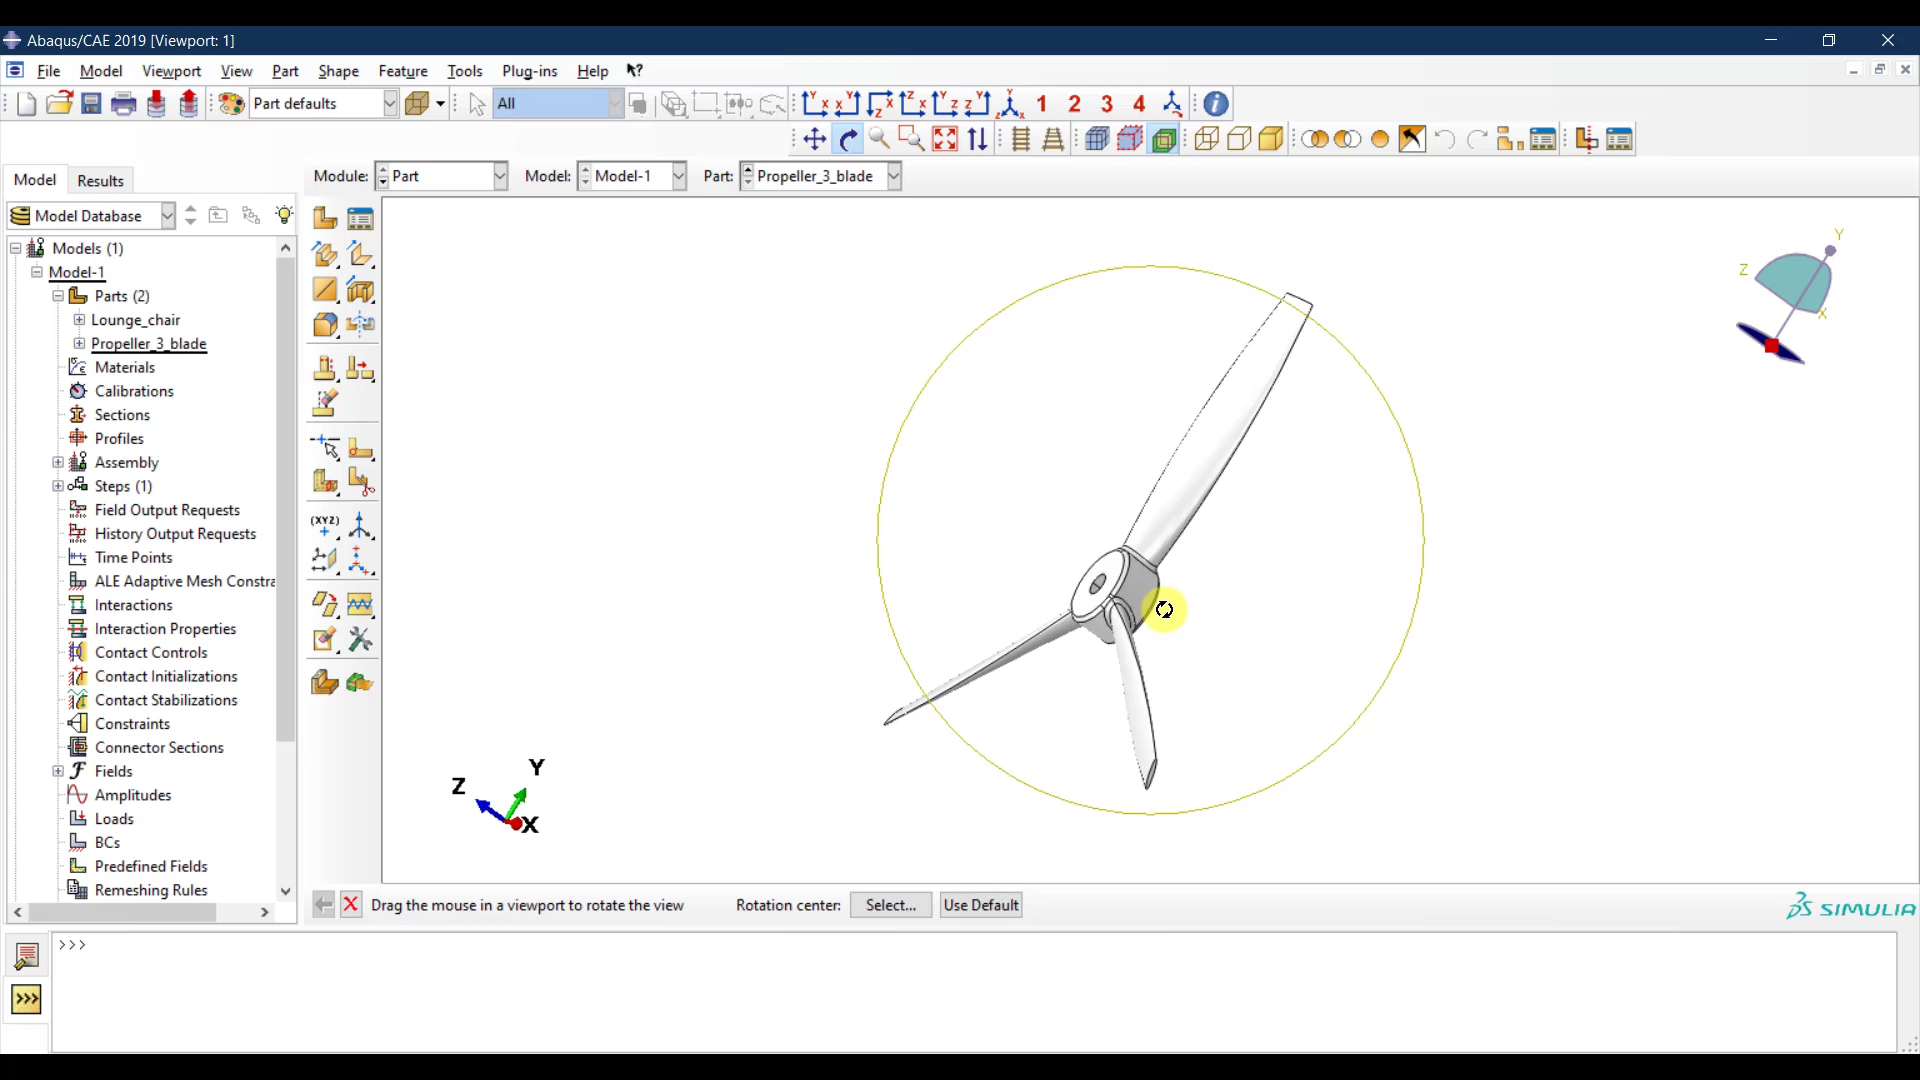 Abaqus/CAE 2019 [Viewport: 1]
File Model Viewport View Part Shape Feature Tools Plug-ins Help
Part defaults All 1 2 3 4
Module: Part Model: Model-1 Part: Propeller_3_blade
Model Results
Model Database
Models (1)
Model-1
Parts (2)
Lounge_chair
Propeller_3_blade
Materials
Calibrations
Sections
Profiles
Assembly
Steps (1)
Field Output Requests
History Output Requests
Time Points
ALE Adaptive Mesh Constra
Interactions
Interaction Properties
Contact Controls
Contact Initializations
Contact Stabilizations
Constraints
Connector Sections
Fields
Amplitudes
Loads
BCs
Predefined Fields
Remeshing Rules
(XYZ)
Y
Z
X
Y
Z
X
Drag the mouse in a viewport to rotate the view Rotation center: Select... Use Default
SIMULIA
>>>
>>>